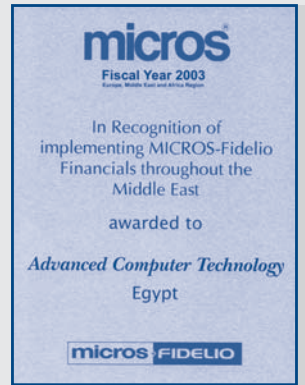 micros®
Fiscal Year 2003
Europe, Middle East and Africa Region
In Recognition of
implementing MICROS-Fidelio
Financials throughout the
Middle East
awarded to
Advanced Computer Technology
Egypt
micros FIDELIO